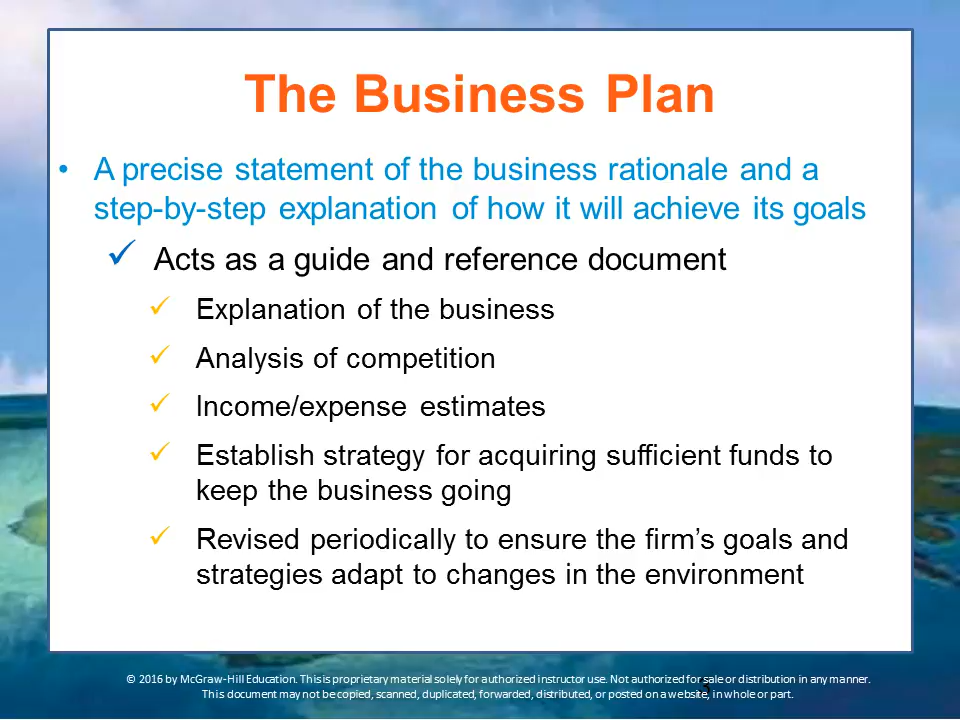 The Business Plan
• A precise statement of the business rationale and a
step-by-step explanation of how it will achieve its goals
✓ Acts as a guide and reference document
✓ Explanation of the business
✓ Analysis of competition
✓ Income/expense estimates
✓ Establish strategy for acquiring sufficient funds to
keep the business going
✓ Revised periodically to ensure the firm's goals and
strategies adapt to changes in the environment
© 2016 by McGraw-Hill Education. This is proprietary material solely for authorized instructor use. Not authorized for sale or distribution in any manner.
This document may not be copied, scanned, duplicated, forwarded, distributed, or posted on a website, in whole or part.